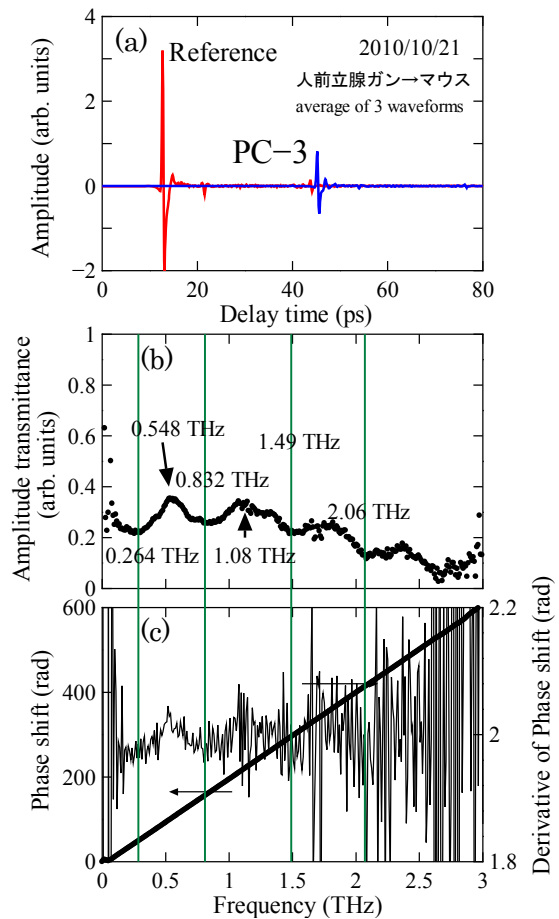 (a)
Reference
2010/10/21
人前立腺ガン→マウス
average of 3 waveforms
PC−3
Amplitude (arb. units)
4
2
0
−2
0
20
40
60
80
Delay time (ps)
(b)
Amplitude transmittance
(arb. units)
1
0.8
0.6
0.4
0.2
0
0.548 THz
1.49 THz
0.832 THz
2.06 THz
0.264 THz
1.08 THz
(c)
Phase shift (rad)
600
400
200
0
Derivative of Phase shift (rad)
2.2
2
1.8
0
0.5
1
1.5
2
2.5
3
Frequency (THz)